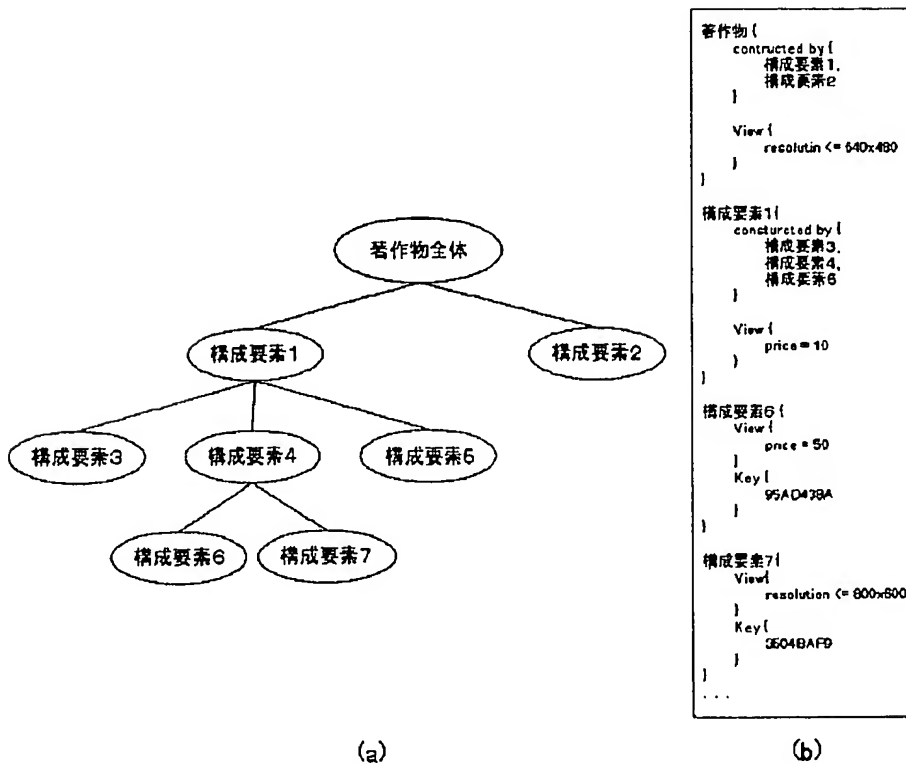 著作物全体
構成要素1
構成要素2
構成要素3
構成要素4
構成要素5
構成要素6
構成要素7
(a)
著作物 {
contructed by {
構成要素1,
構成要素2
}
View {
resolutin <= 640x480
}
}
構成要素1 {
consturcted by {
構成要素3,
構成要素4,
構成要素6
}
View {
price = 10
}
}
構成要素6 {
View {
price = 50
}
Key {
95AD438A
}
}
構成要素7 {
View {
resolution <= 800x600
}
Key {
3504BAF9
}
}
...
(b)